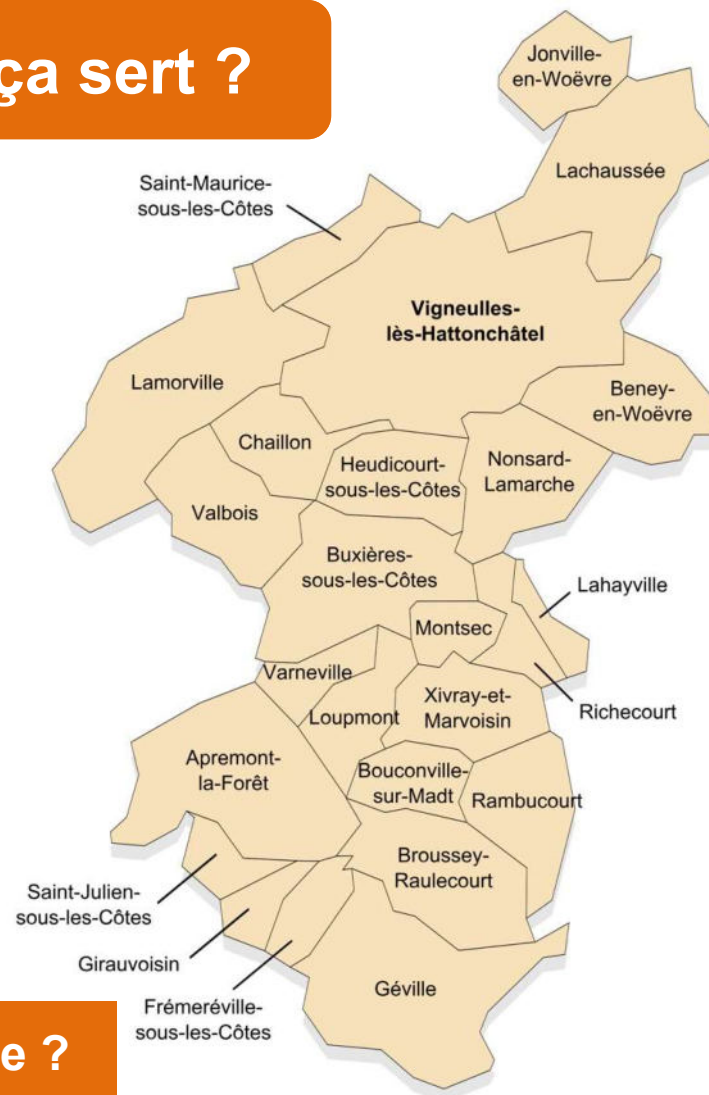 ça sert ?
Jonville-
en-Woëvre
Lachaussée
Saint-Maurice-
sous-les-Côtes
Vigneulles-
lès-Hattonchâtel
Lamorville
Beney-
en-Woëvre
Chaillon
Heudicourt-
sous-les-Côtes
Nonsard-
Lamarche
Valbois
Buxières-
sous-les-Côtes
Lahayville
Montsec
Varneville
Richecourt
Loupmont
Xivray-et-
Marvoisin
Apremont-
la-Forêt
Bouconville-
sur-Madt
Rambucourt
Broussey-
Raulecourt
Saint-Julien-
sous-les-Côtes
Girauvoisin
Géville
Frémeréville-
sous-les-Côtes
e ?